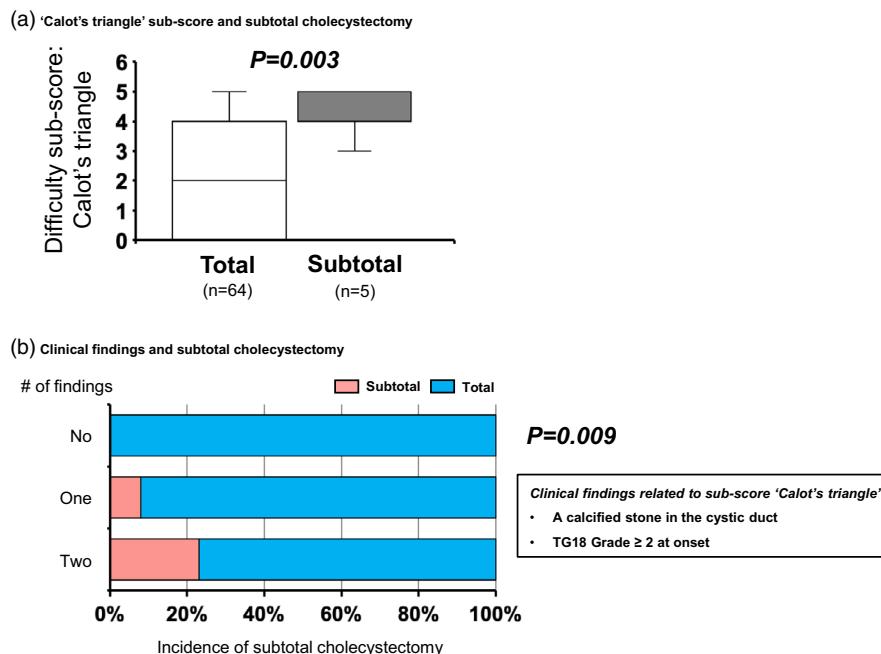 (a) 'Calot's triangle' sub-score and subtotal cholecystectomy
P=0.003
Difficulty sub-score:
Calot's triangle
6
5
4
3
2
1
0
Total
Subtotal
(n=64)
(n=5)
(b) Clinical findings and subtotal cholecystectomy
# of findings
Subtotal
Total
No
One
Two
P=0.009
Clinical findings related to sub-score 'Calot's triangle'
• A calcified stone in the cystic duct
• TG18 Grade ≥ 2 at onset
0% 20% 40% 60% 80% 100%
Incidence of subtotal cholecystectomy